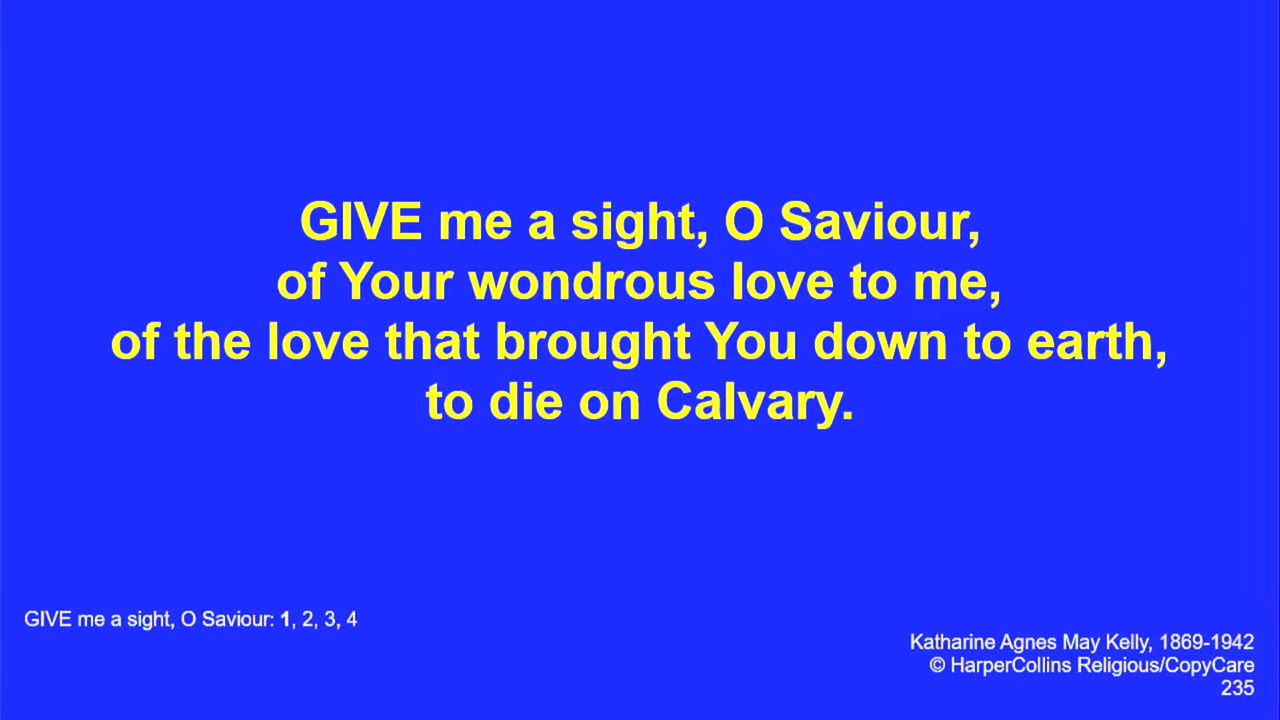 GIVE me a sight, O Saviour,
of Your wondrous love to me,
of the love that brought You down to earth,
to die on Calvary.
GIVE me a sight, O Saviour: 1, 2, 3, 4
Katharine Agnes May Kelly, 1869-1942
© HarperCollins Religious/CopyCare
235